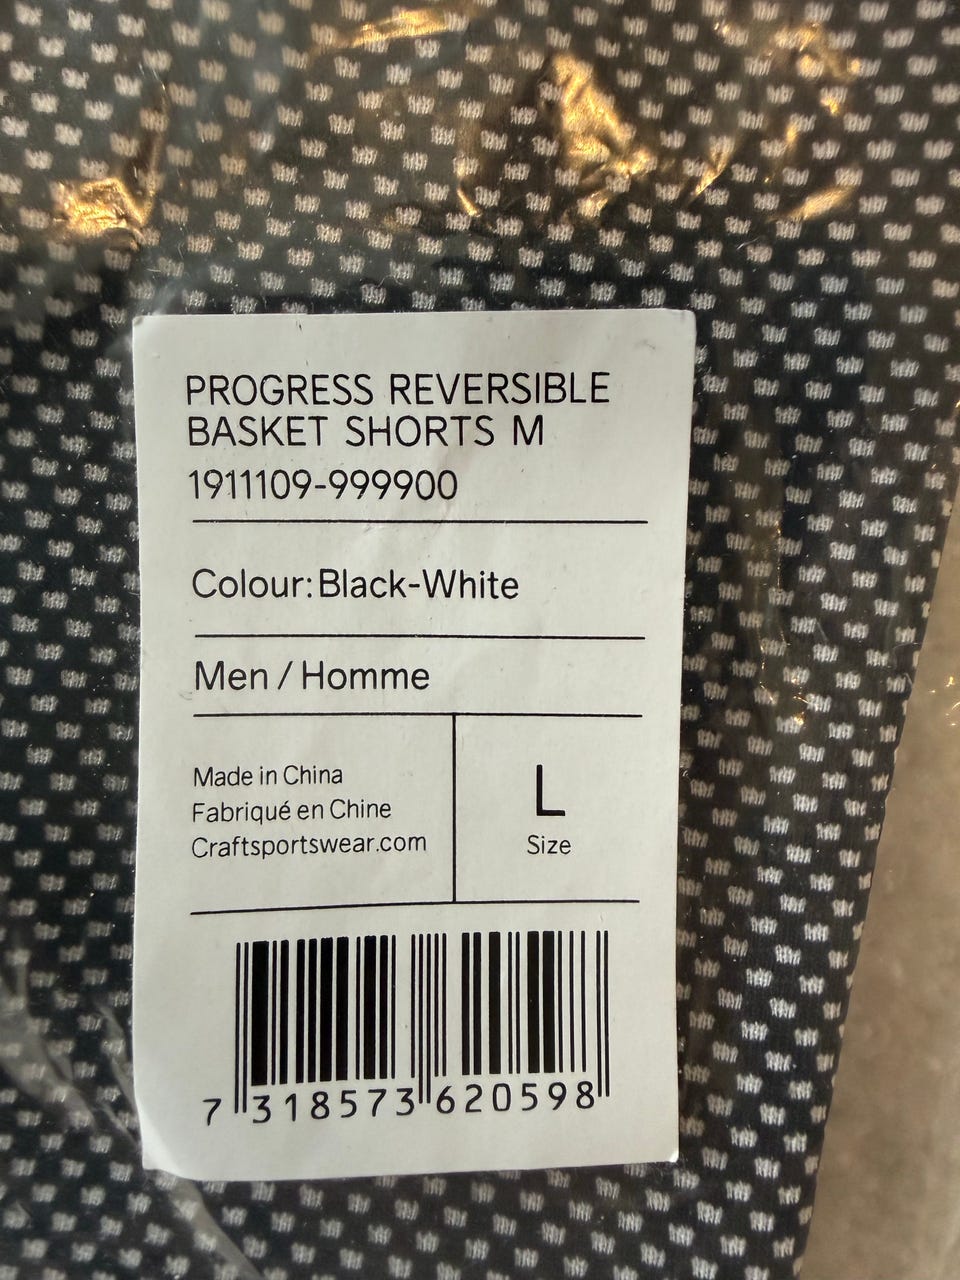 PROGRESS REVERSIBLE
BASKET SHORTS M
1911109-999900
Colour: Black-White
Men / Homme
Made in China
Fabriqué en Chine
Craftsportswear.com
L
Size
7 318573 620598